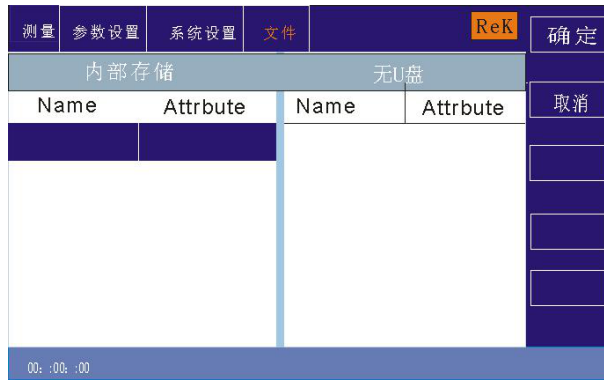 测量 参数设置 系统设置 文件 ReK 确定
内部存储 无U盘
取消
Name Attrbute Name Attrbute
00: :00: :00